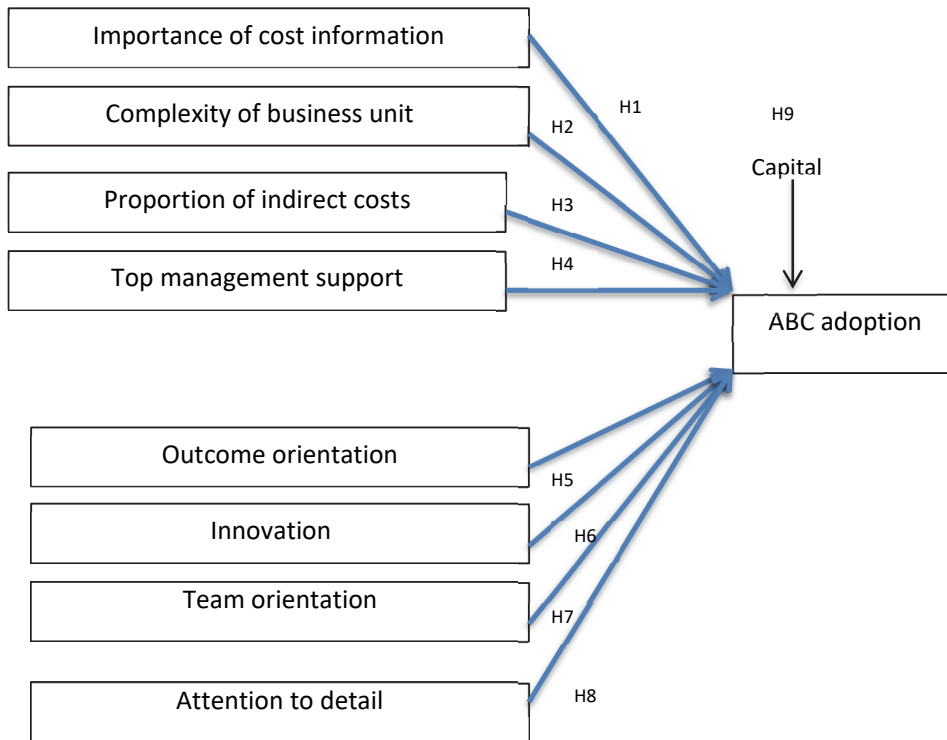 Importance of cost information
H1
H9
Complexity of business unit
H2
Capital
Proportion of indirect costs
H3
Top management support
H4
ABC adoption
Outcome orientation
H5
Innovation
H6
Team orientation
H7
Attention to detail
H8